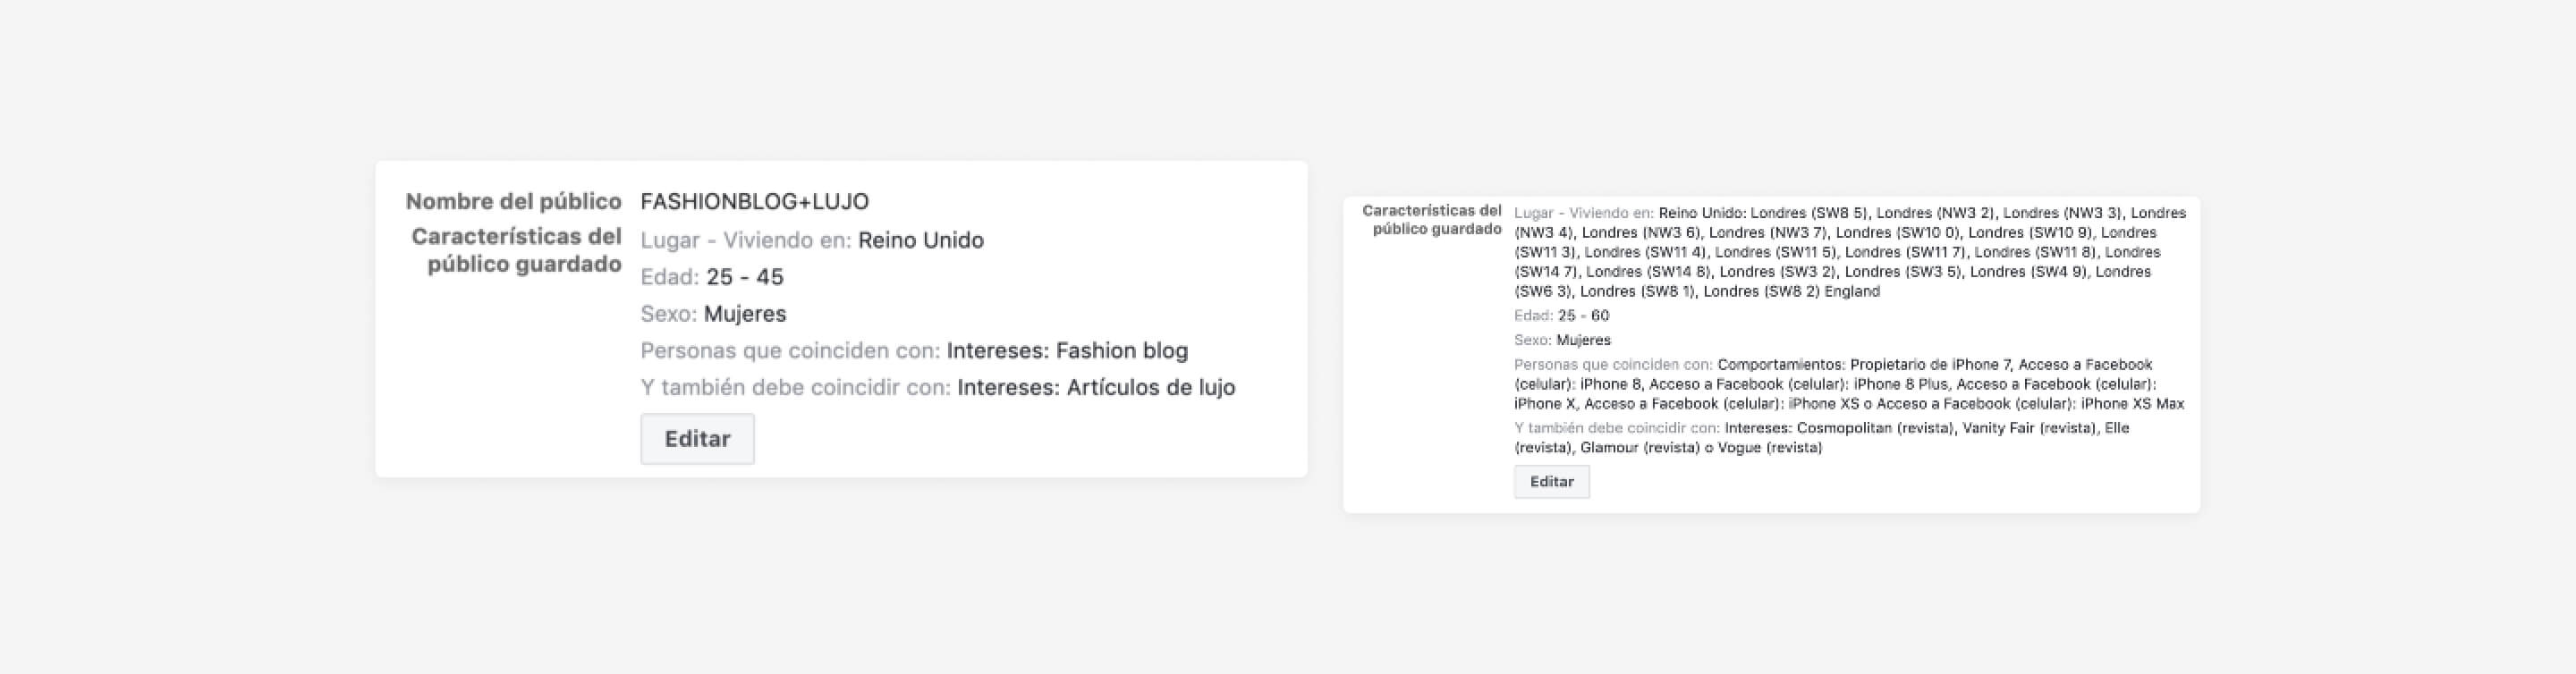 Nombre del público FASHIONBLOG+LUJO
Características del público guardado
Lugar - Viviendo en: Reino Unido
Edad: 25 - 45
Sexo: Mujeres
Personas que coinciden con: Intereses: Fashion blog
Y también debe coincidir con: Intereses: Artículos de lujo
Editar
Características del
público guardado
Lugar - Viviendo en: Reino Unido: Londres (SW8 5), Londres (NW3 2), Londres (NW3 3), Londres
(NW3 4), Londres (NW3 6), Londres (NW3 7), Londres (SW10 0), Londres (SW10 9), Londres
(SW11 3), Londres (SW11 4), Londres (SW11 5), Londres (SW11 7), Londres (SW11 8), Londres
(SW14 7), Londres (SW14 8), Londres (SW3 2), Londres (SW3 5), Londres (SW4 9), Londres
(SW6 3), Londres (SW8 1), Londres (SW8 2) England
Edad: 25 - 60
Sexo: Mujeres
Personas que coinciden con: Comportamientos: Propietario de iPhone 7, Acceso a Facebook
(celular): iPhone 8, Acceso a Facebook (celular): iPhone 8 Plus, Acceso a Facebook (celular):
iPhone X, Acceso a Facebook (celular): iPhone XS o Acceso a Facebook (celular): iPhone XS Max
Y también debe coincidir con: Intereses: Cosmopolitan (revista), Vanity Fair (revista), Elle
(revista), Glamour (revista) o Vogue (revista)
Editar